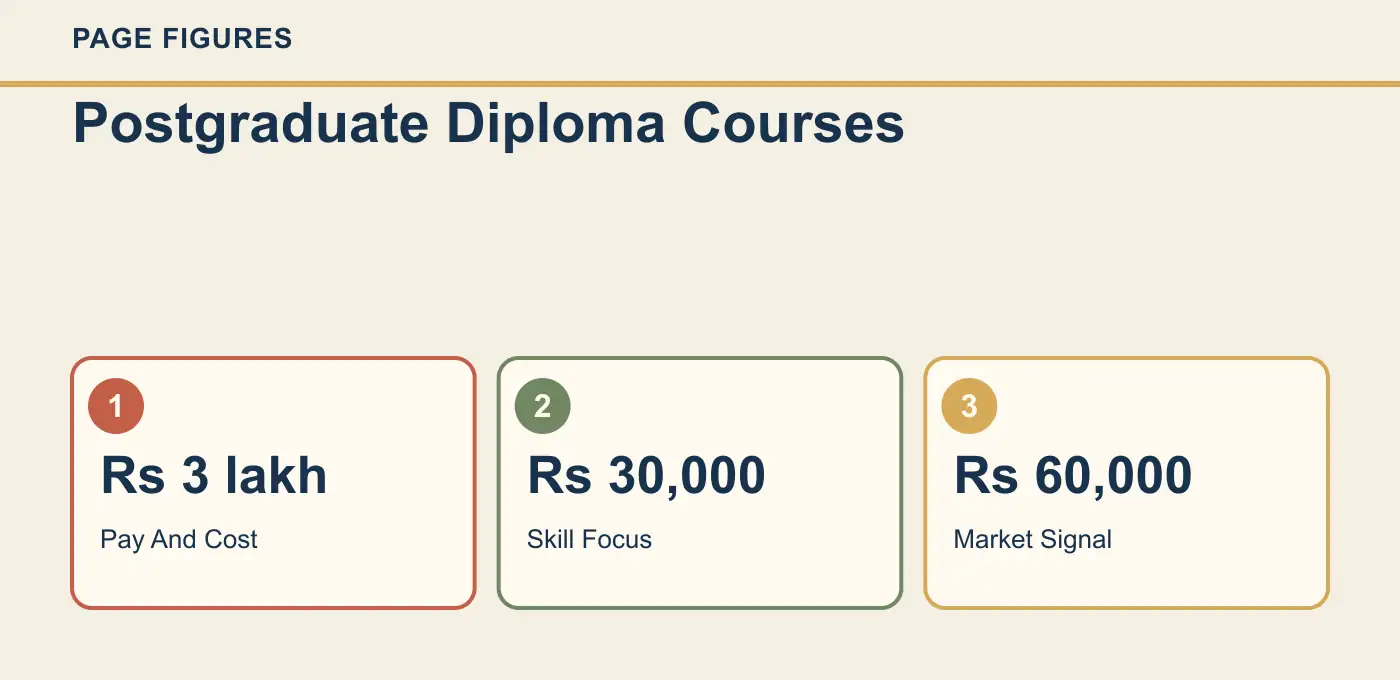 PAGE FIGURES
Postgraduate Diploma Courses
1
Rs 3 lakh
Pay And Cost
2
Rs 30,000
Skill Focus
3
Rs 60,000
Market Signal